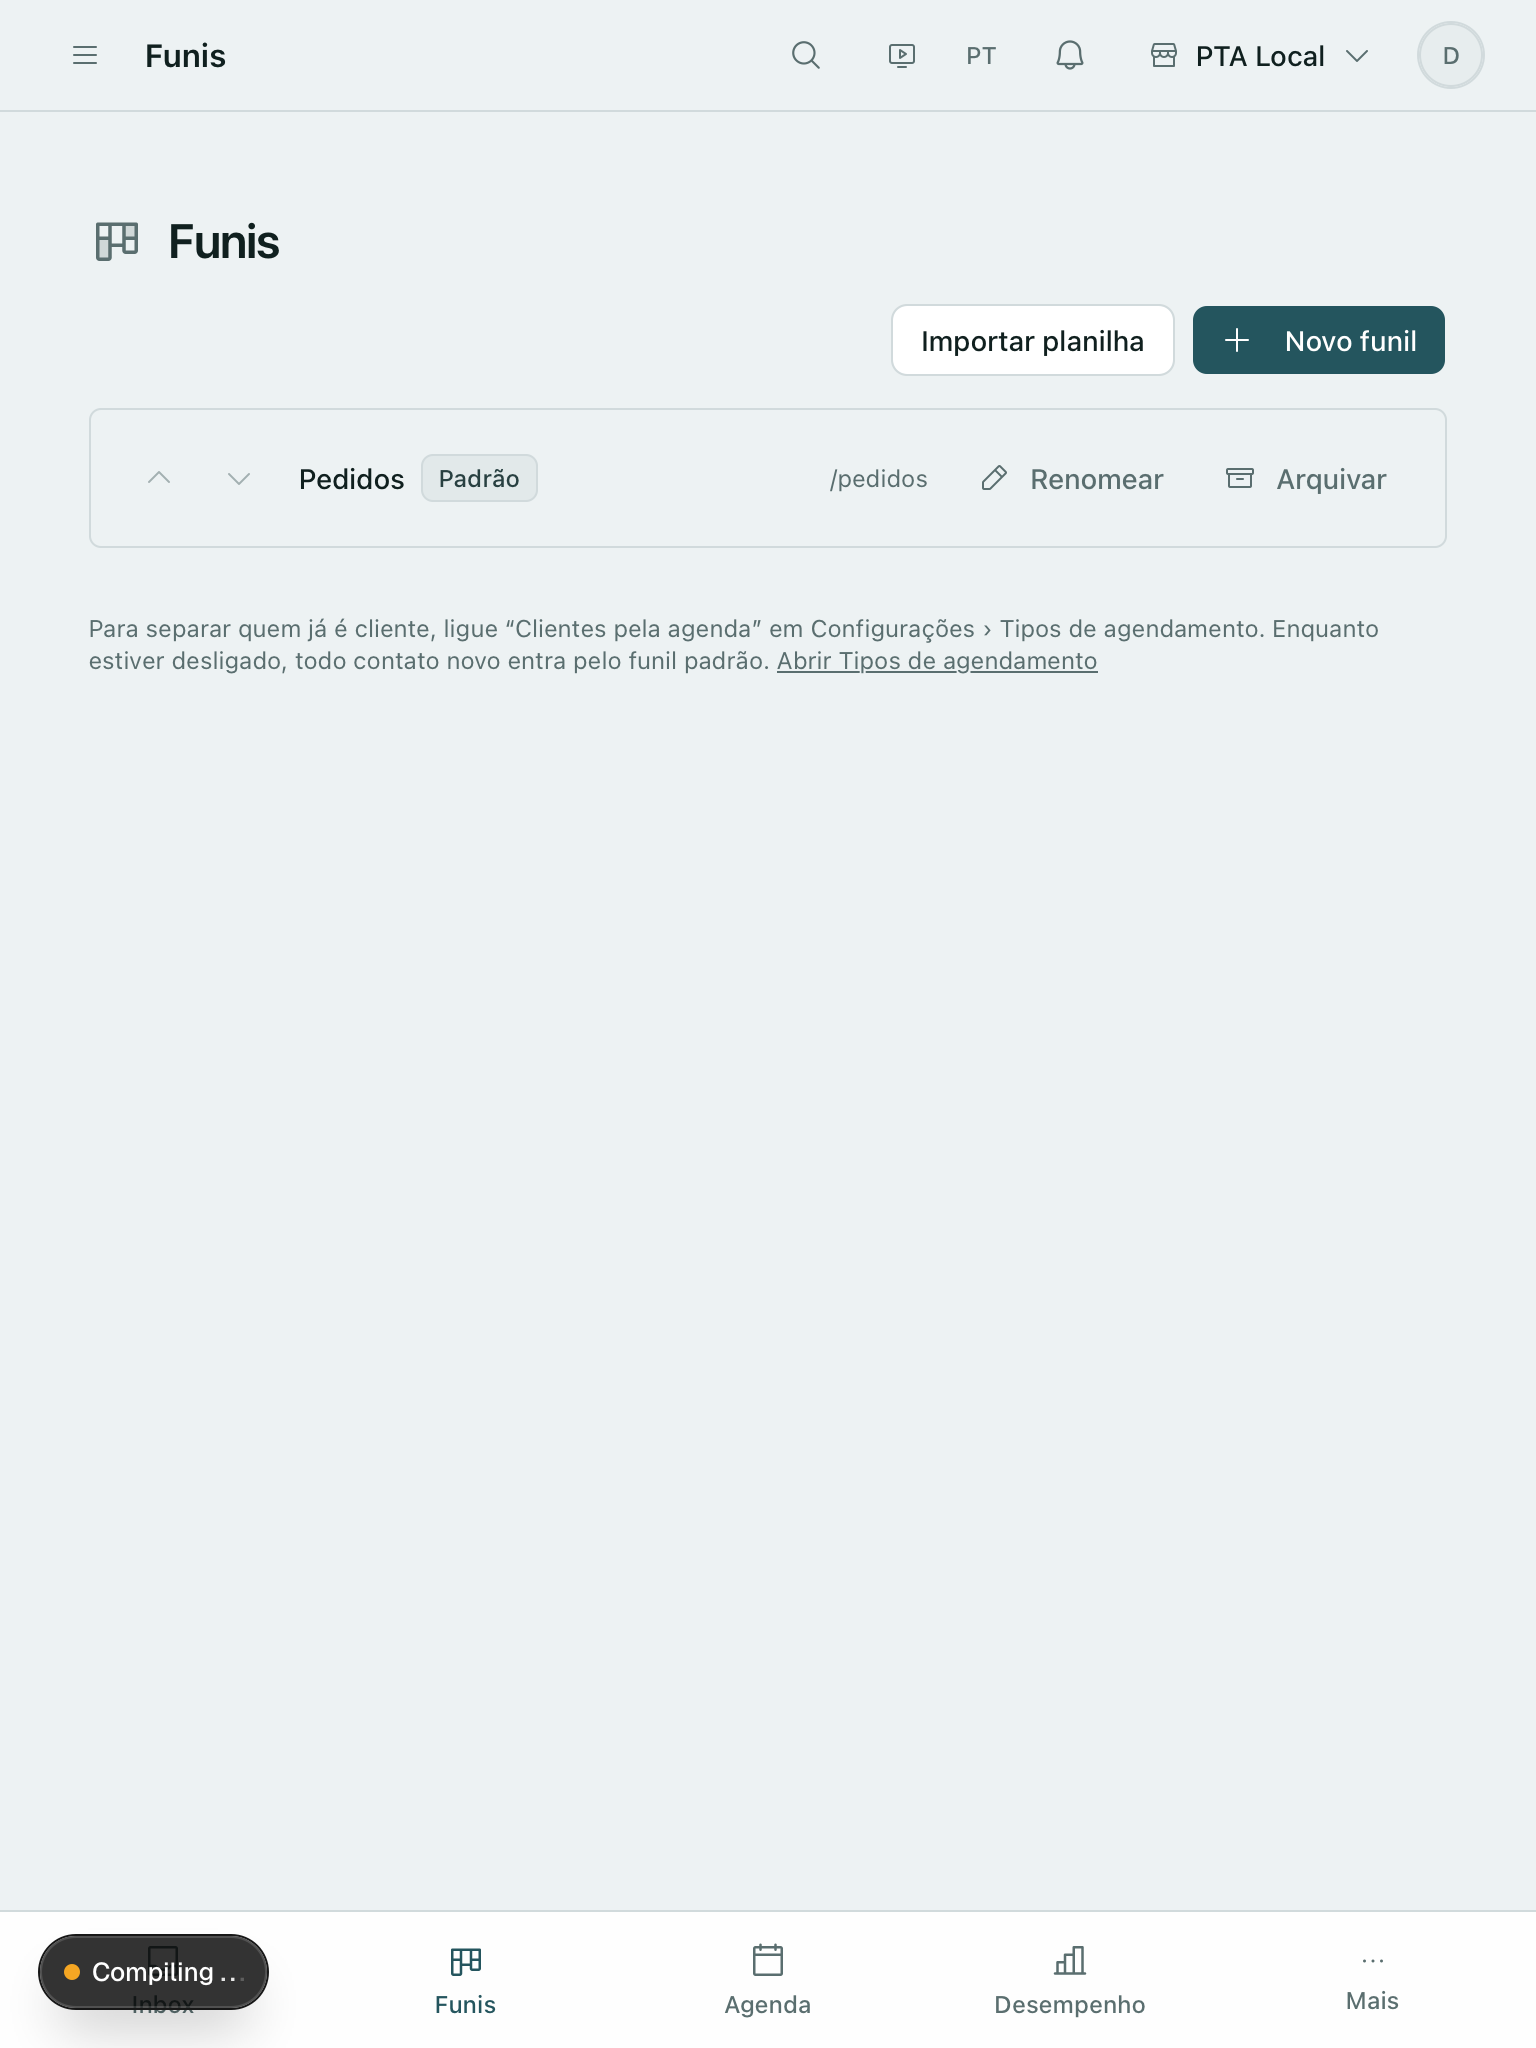 Funis
PT
PTA Local
D
Funis
Importar planilha
Novo funil
Pedidos
Padrão
/pedidos
Renomear
Arquivar
Para separar quem já é cliente, ligue “Clientes pela agenda” em Configurações › Tipos de agendamento. Enquanto
estiver desligado, todo contato novo entra pelo funil padrão. Abrir Tipos de agendamento
Compiling ...
Inbox
Funis
Agenda
Desempenho
Mais